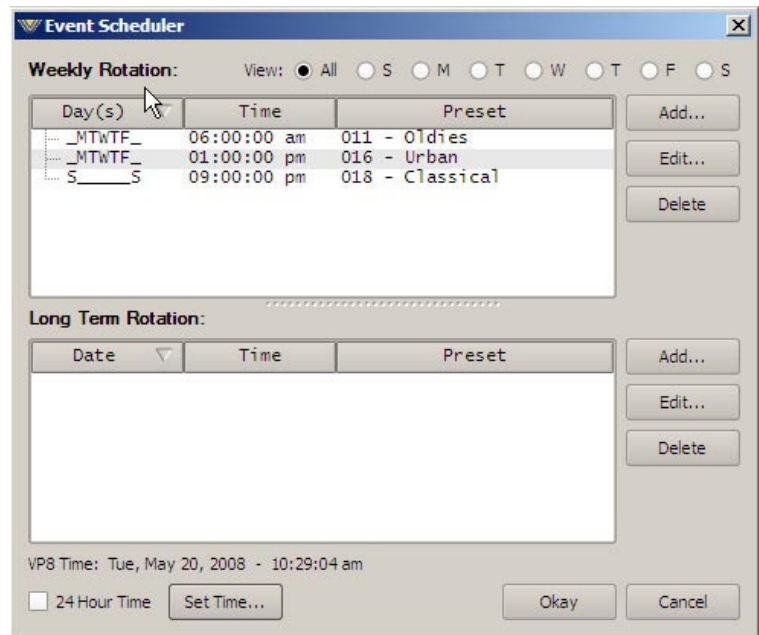 Event Scheduler
Weekly Rotation: View: All S M T W T F S
Day(s) Time Preset
_MTWTF_ 06:00:00 am 011 - Oldies
_MTWTF_ 01:00:00 pm 016 - Urban
S_____S 09:00:00 pm 018 - Classical
Add...
Edit...
Delete
Long Term Rotation:
Date Time Preset
Add...
Edit...
Delete
VP8 Time: Tue, May 20, 2008 - 10:29:04 am
24 Hour Time Set Time... Okay Cancel